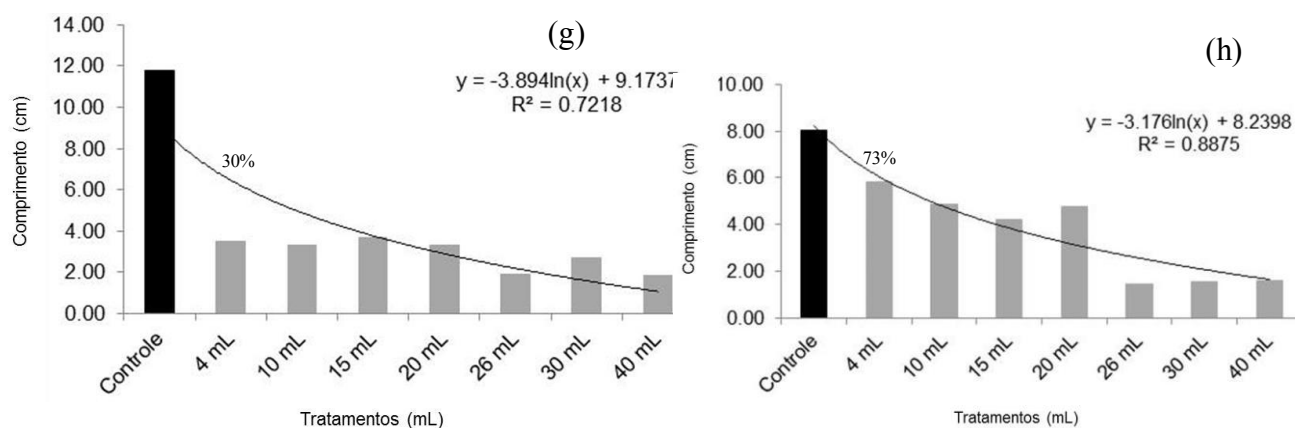 (g)
14.00
12.00
10.00
8.00
6.00
4.00
2.00
0.00
Comprimento (cm)
y = -3.894ln(x) + 9.1737
R² = 0.7218
30%
Controle
4 mL
10 mL
15 mL
20 mL
26 mL
30 mL
40 mL
Tratamentos (mL)
(h)
10.00
8.00
6.00
4.00
2.00
0.00
Comprimento (cm)
y = -3.176ln(x) + 8.2398
R² = 0.8875
73%
Controle
4 mL
10 mL
15 mL
20 mL
26 mL
30 mL
40 mL
Tratamentos (mL)